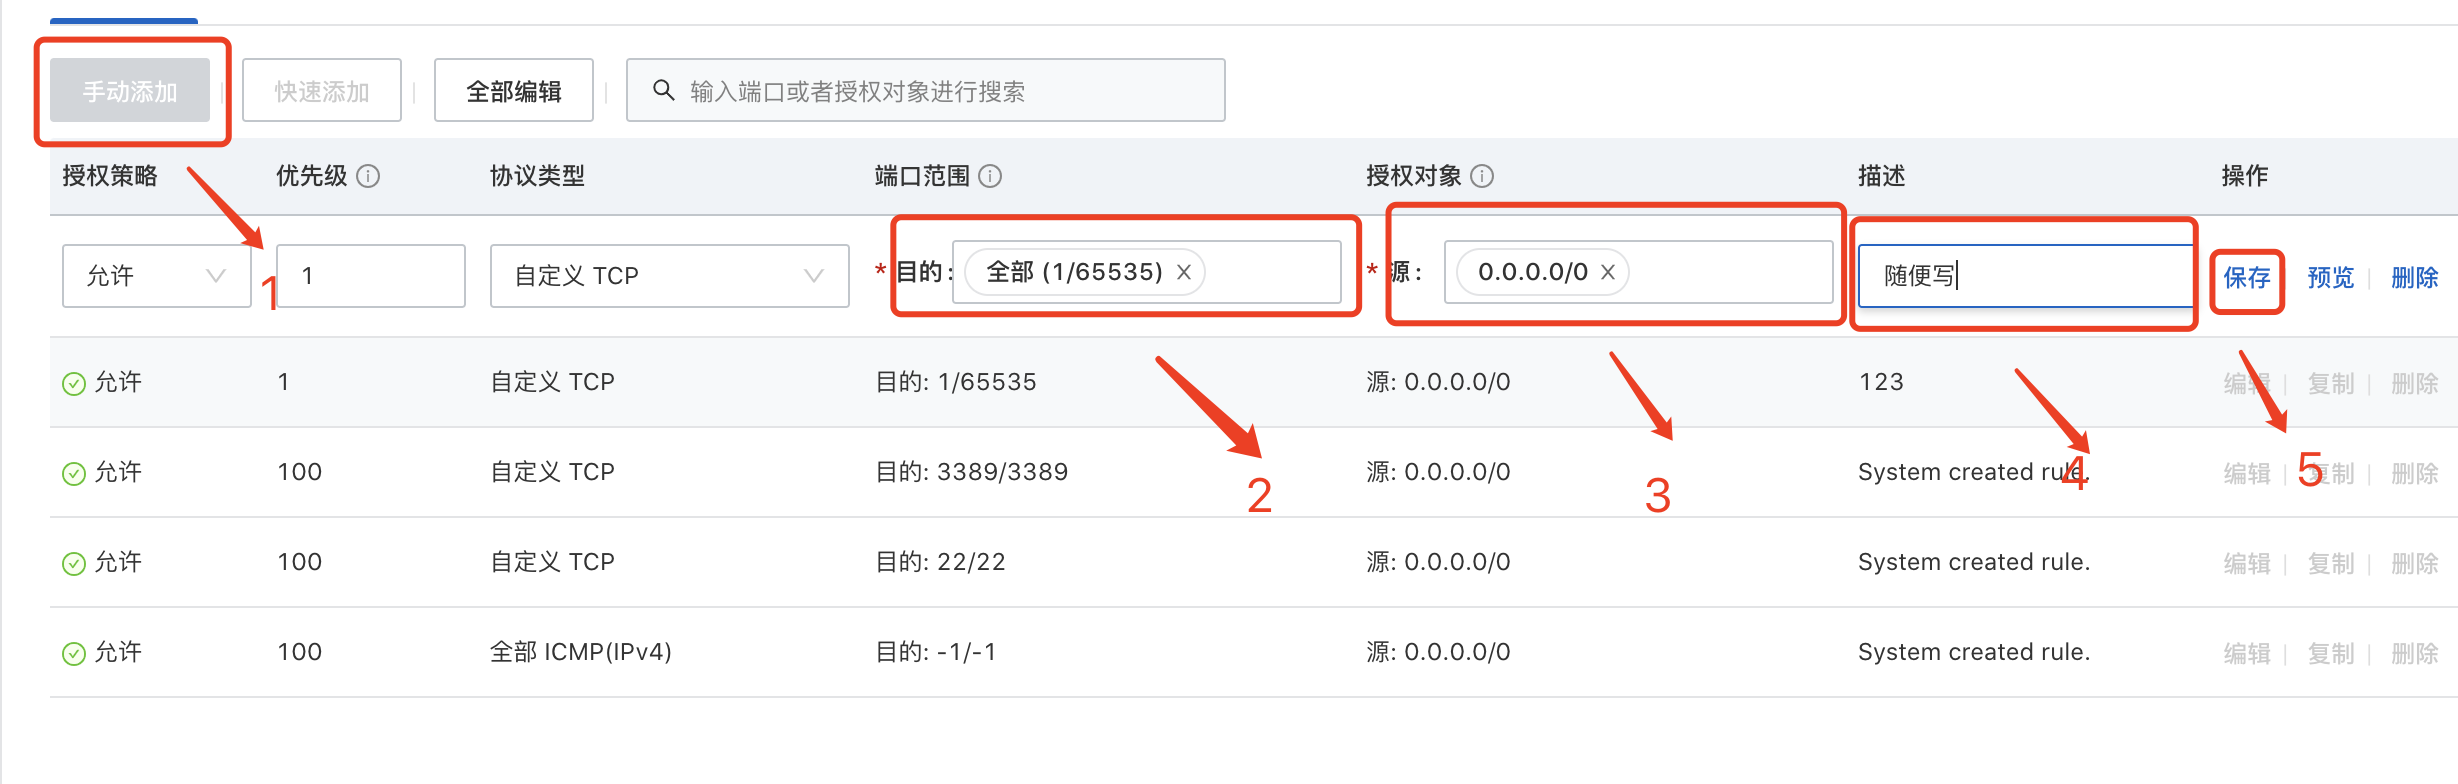 手动添加 快速添加 全部编辑 输入端口或者授权对象进行搜索
授权策略 优先级 协议类型 端口范围 授权对象 描述 操作
允许 1 自定义 TCP * 目的: 全部 (1/65535) × * 源: 0.0.0.0/0 × 随便写 保存 预览 删除
1
允许 1 自定义 TCP 目的: 1/65535 源: 0.0.0.0/0 123 编辑 复制 删除
允许 100 自定义 TCP 目的: 3389/3389 源: 0.0.0.0/0 System created rule. 编辑 复制 删除
2 3 4 5
允许 100 自定义 TCP 目的: 22/22 源: 0.0.0.0/0 System created rule. 编辑 复制 删除
允许 100 全部 ICMP(IPv4) 目的: -1/-1 源: 0.0.0.0/0 System created rule. 编辑 复制 删除